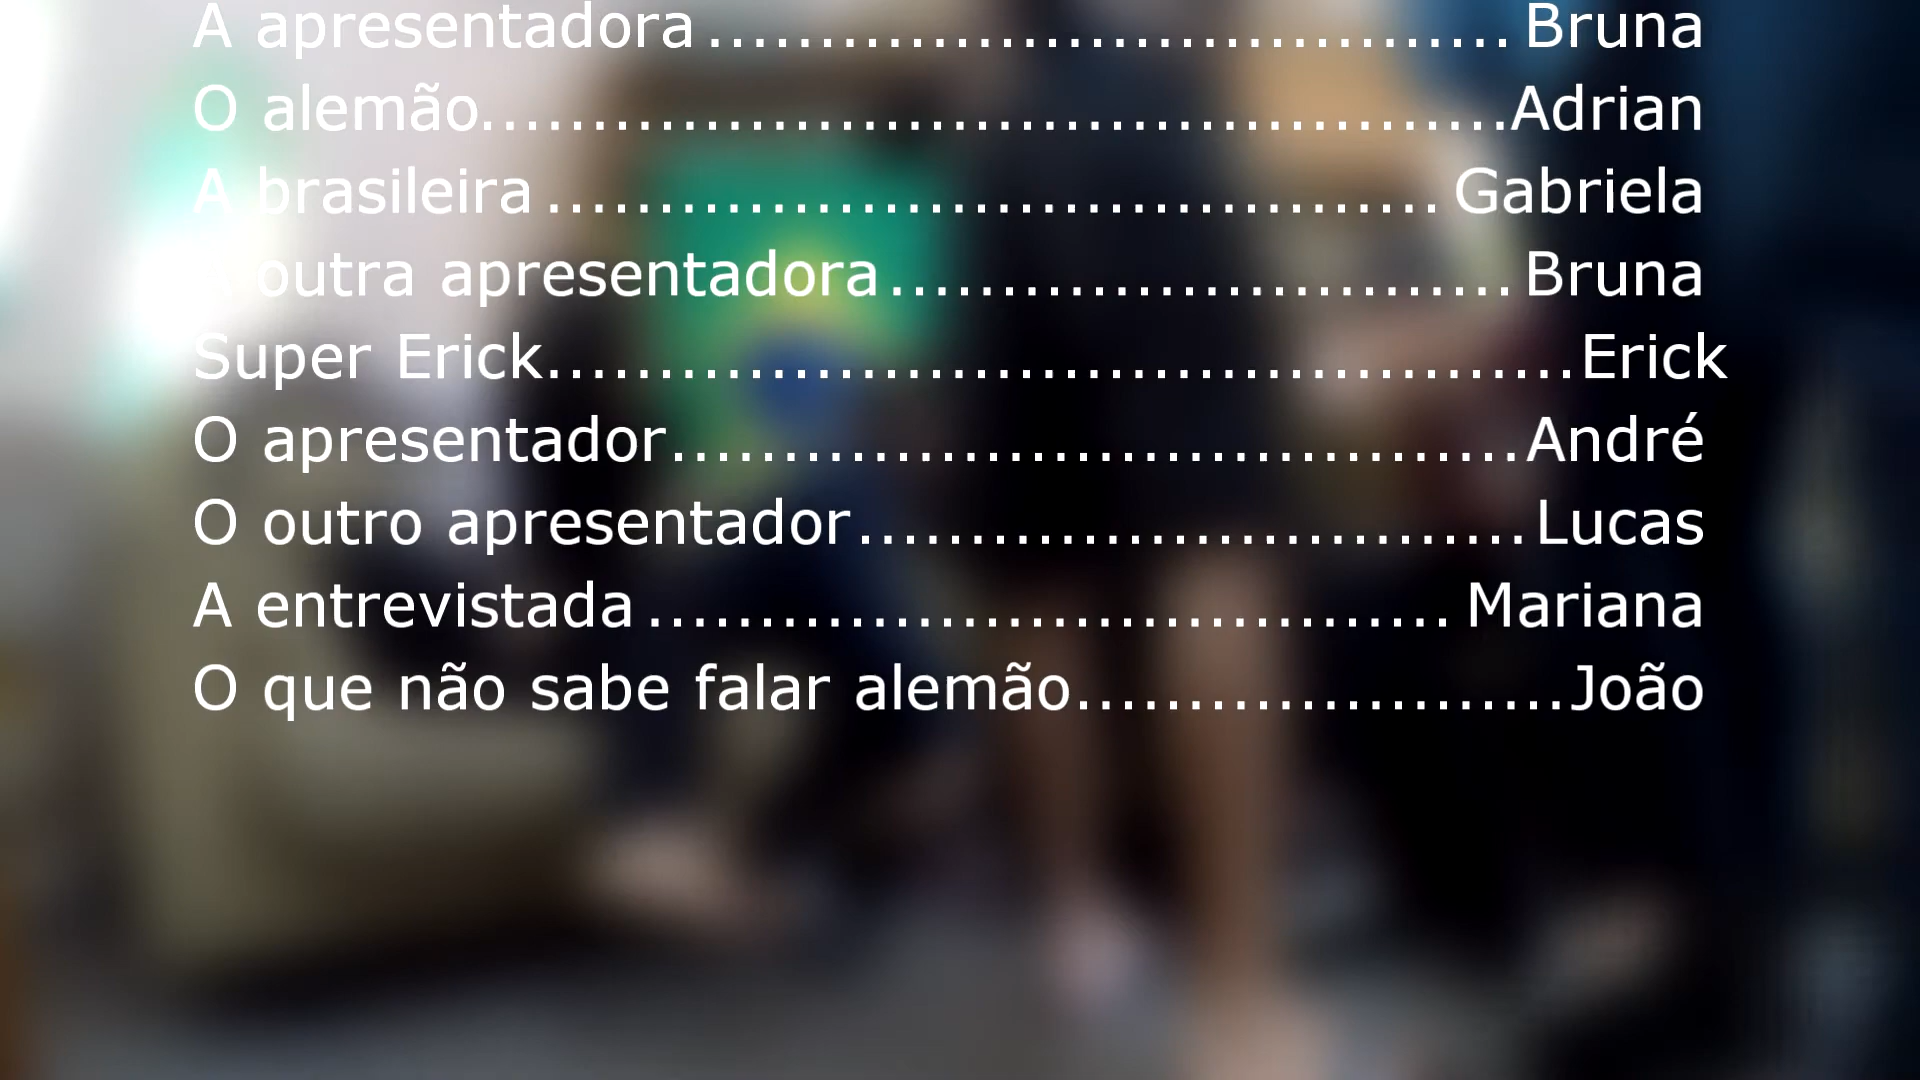 A apresentadora....................................Bruna
O alemão..............................................Adrian
A brasileira........................................Gabriela
A outra apresentadora............................Bruna
Super Erick..............................................Erick
O apresentador......................................André
O outro apresentador..............................Lucas
A entrevistada....................................Mariana
O que não sabe falar alemão......................João